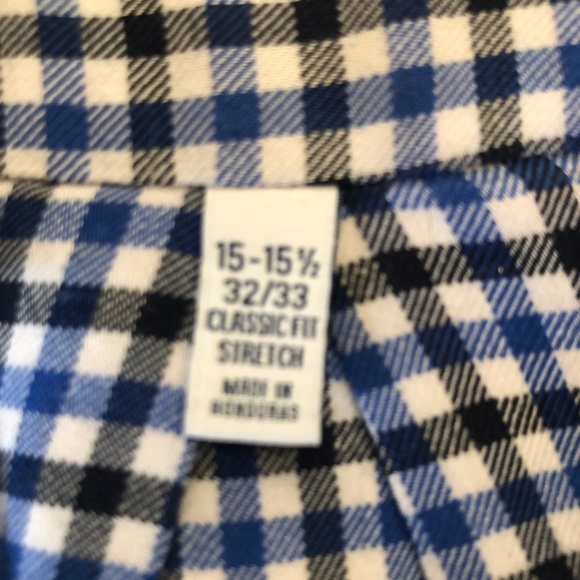 15-15½
32/33
CLASSIC FIT
STRETCH
MADE IN
HONDURAS